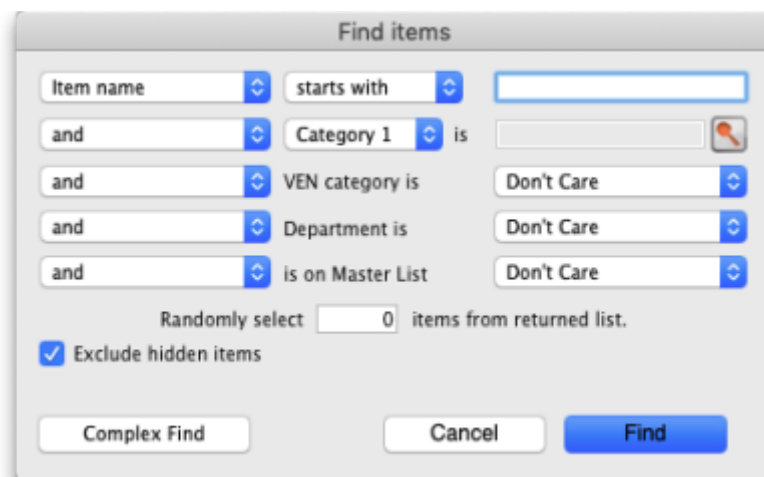 Find items
Item name starts with
and Category 1 is
and VEN category is Don't Care
and Department is Don't Care
and is on Master List Don't Care
Randomly select 0 items from returned list.
Exclude hidden items
Complex Find Cancel Find